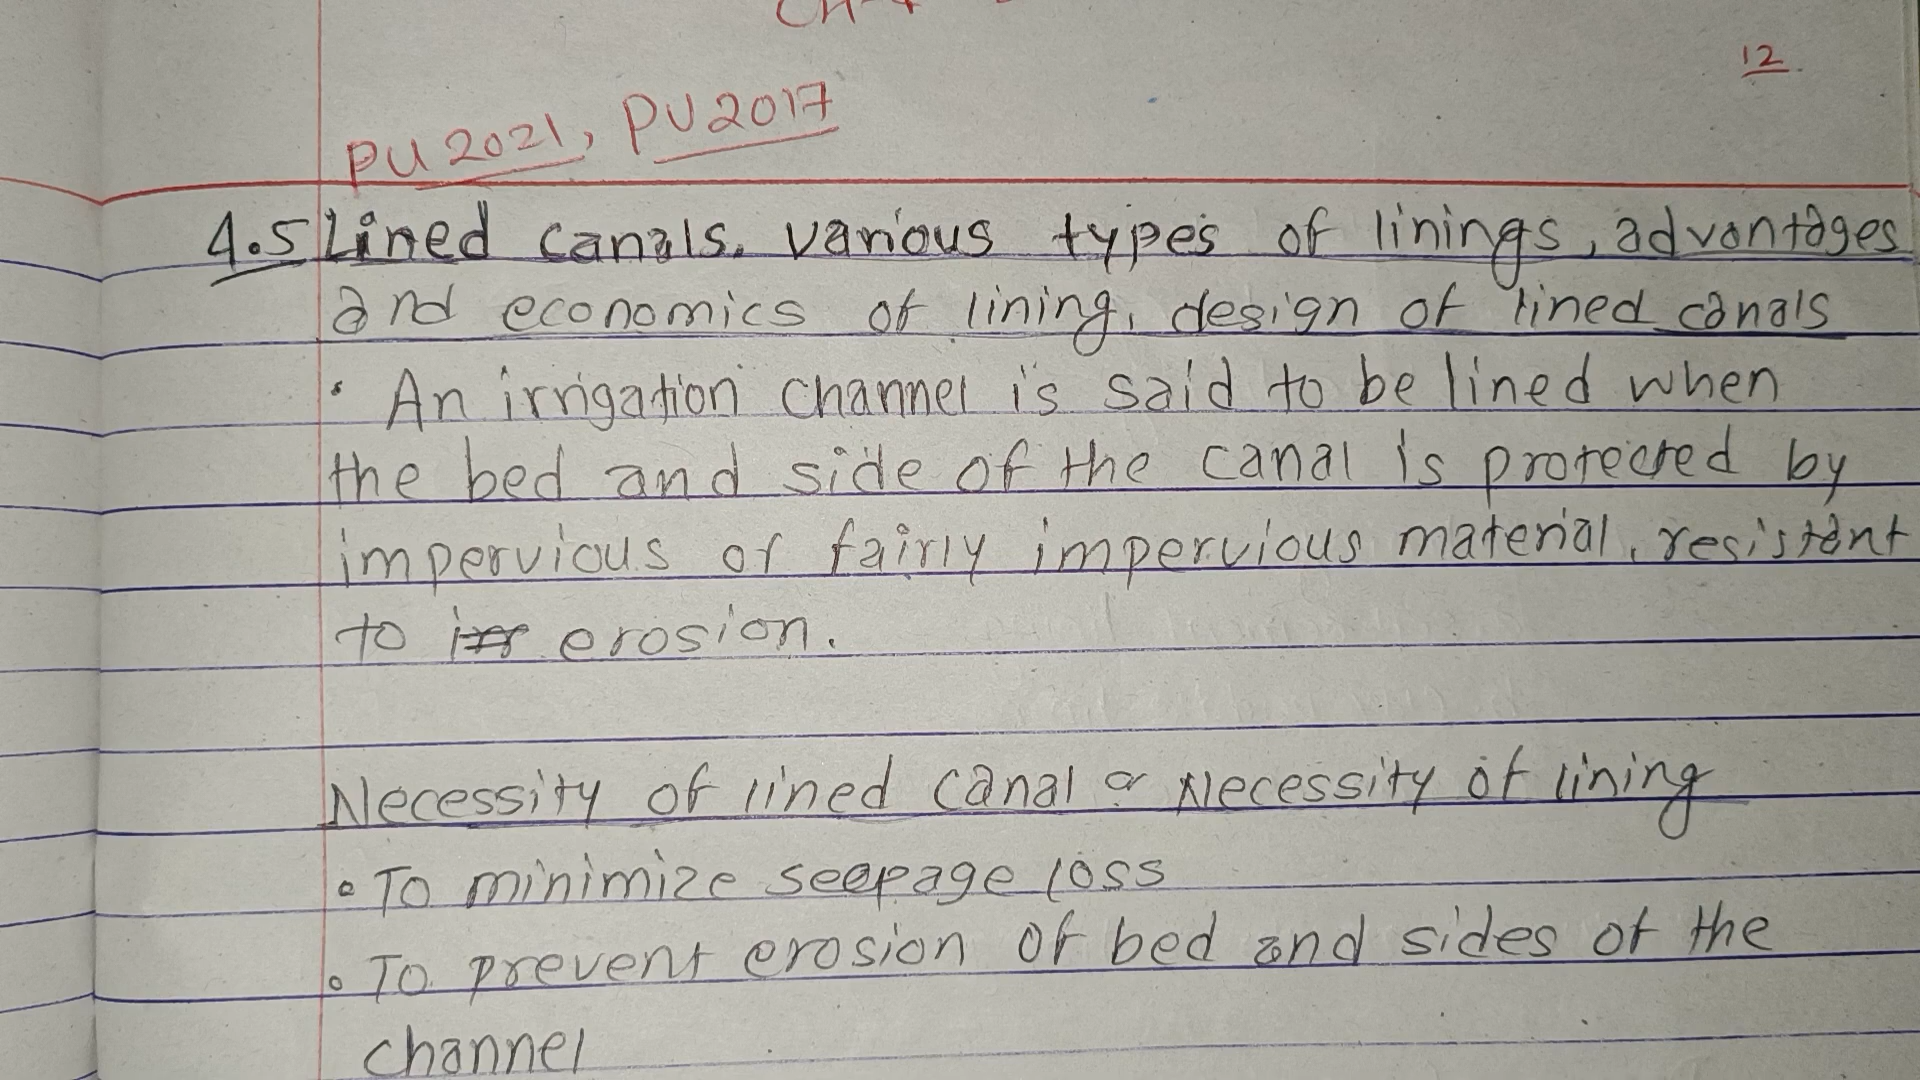 12
PU 2021, PU 2017
4.5 Lined canals, various types of linings, advantages
and economics of lining, design of lined canals
• An irrigation channel is said to be lined when
the bed and side of the canal is protected by
impervious or fairly impervious material, resistant
to erosion.
Necessity of lined canal or Necessity of lining
• To minimize seepage loss
• To prevent erosion of bed and sides of the
channel